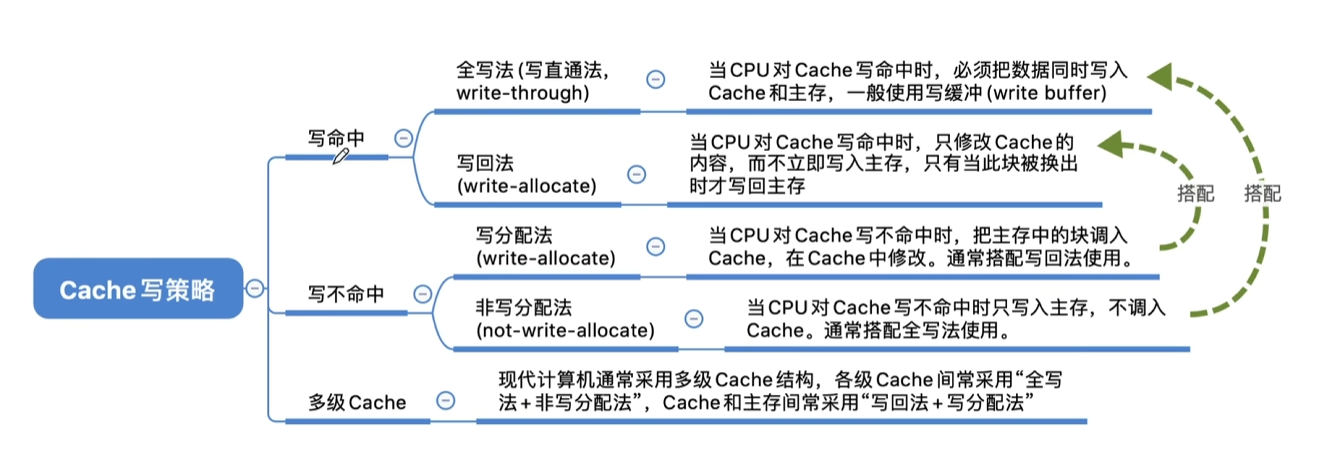 全写法(写直通法,
write-through)
当CPU对Cache写命中时，必须把数据同时写入
Cache和主存，一般使用写缓冲(write buffer)
写命中
写回法
(write-allocate)
当CPU对Cache写命中时，只修改Cache的
内容，而不立即写入主存，只有当此块被换出
时才写回主存
搭配
搭配
Cache写策略
写不命中
写分配法
(write-allocate)
当CPU对Cache写不命中时，把主存中的块调入
Cache，在Cache中修改。通常搭配写回法使用。
非写分配法
(not-write-allocate)
当CPU对Cache写不命中时只写入主存，不调入
Cache。通常搭配全写法使用。
多级Cache
现代计算机通常采用多级Cache结构，各级Cache间常采用“全写
法+非写分配法”，Cache和主存间常采用“写回法+写分配法”